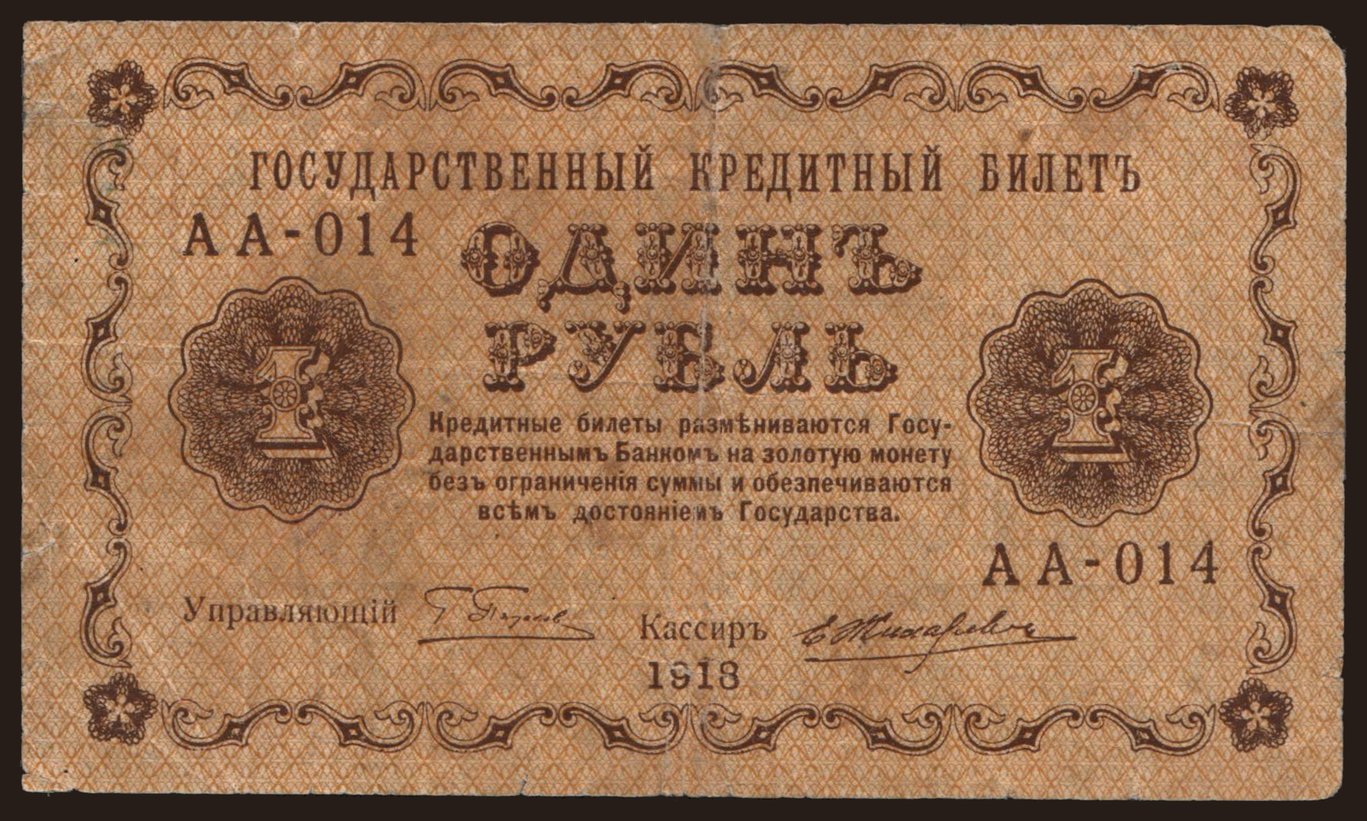 ГОСУДАРСТВЕННЫЙ КРЕДИТНЫЙ БИЛЕТЪ
АА-014
ОДИНЪ
РУБЛЬ
1
1
Кредитные билеты размѣниваются Госу-
дарственнымъ Банкомъ на золотую монету
безъ ограниченія суммы и обезпечиваются
всѣмъ достояніемъ Государства.
АА-014
Управляющій
Кассиръ
1918